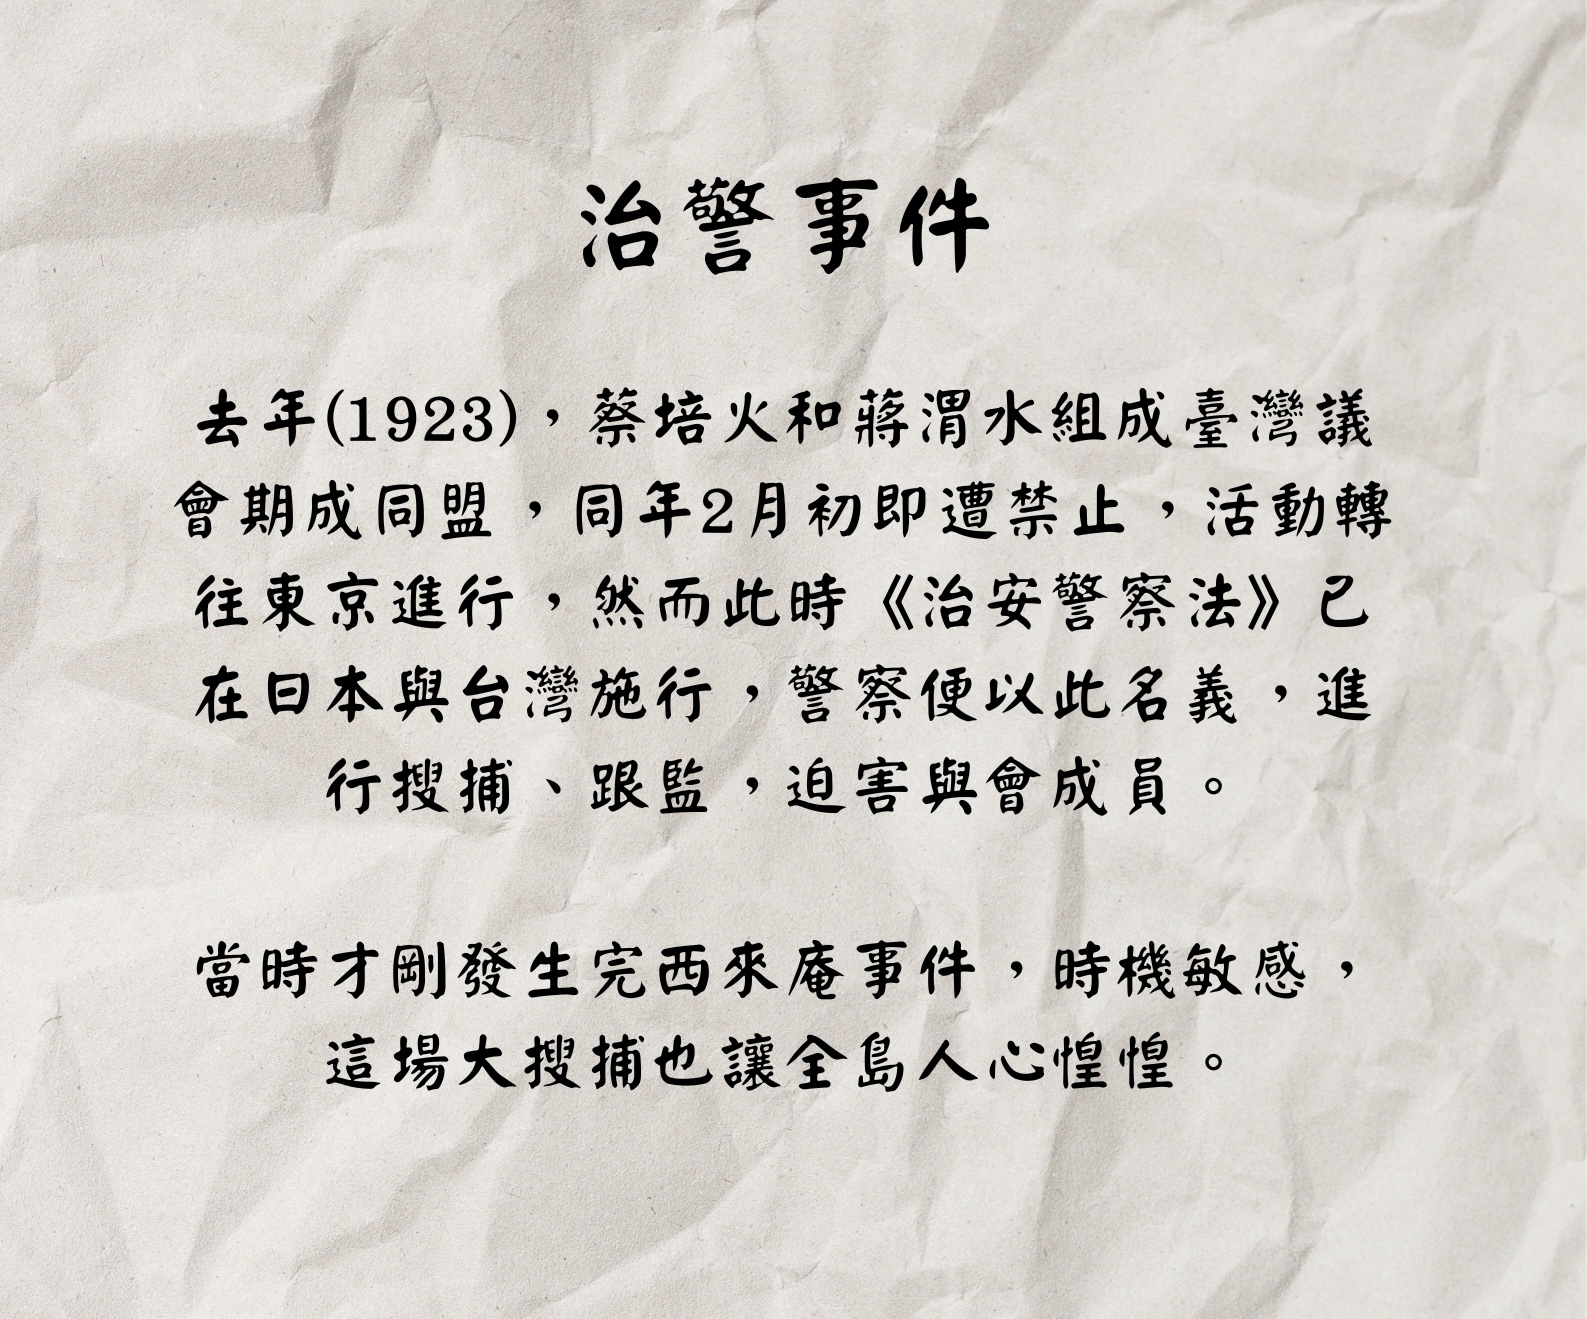 治警事件
去年(1923)，蔡培火和蔣渭水組成臺灣議
會期成同盟，同年2月初即遭禁止，活動轉
往東京進行，然而此時《治安警察法》已
在日本與台灣施行，警察便以此名義，進
行搜捕、跟監，迫害與會成員。
當時才剛發生完西來庵事件，時機敏感，
這場大搜捕也讓全島人心惶惶。